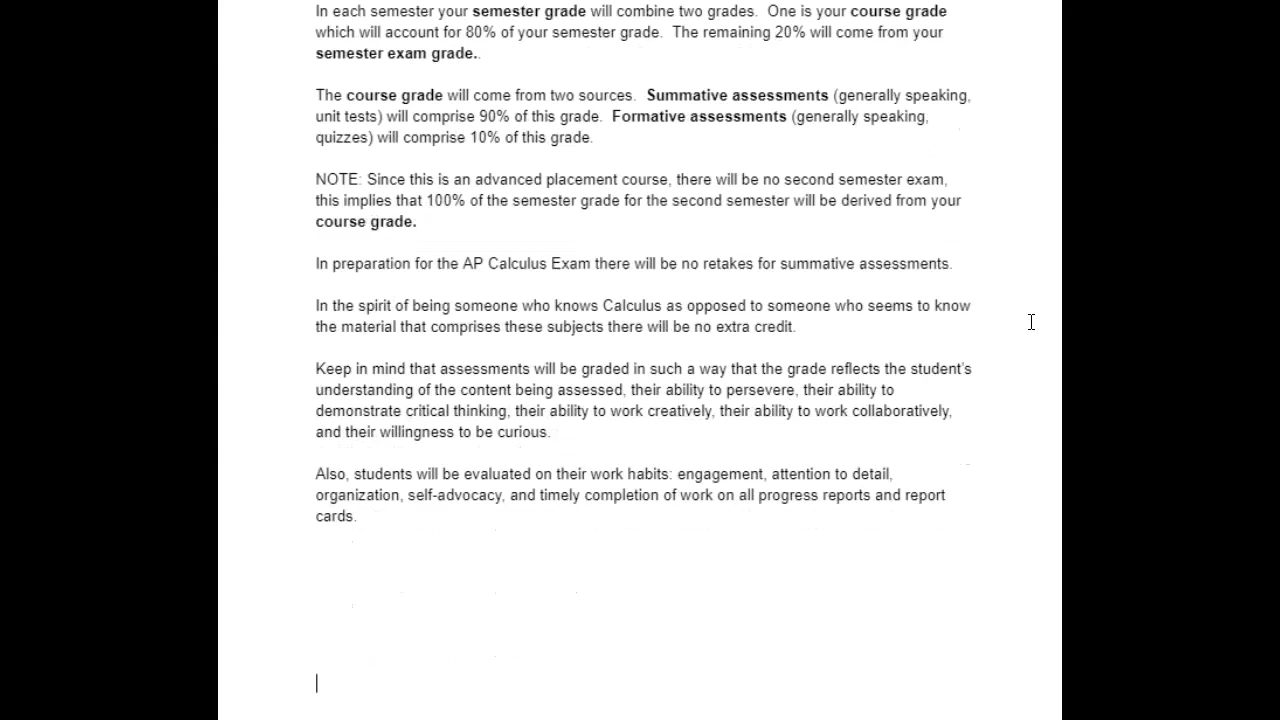 In each semester your semester grade will combine two grades.  One is your course grade
which will account for 80% of your semester grade.  The remaining 20% will come from your
semester exam grade..
The course grade will come from two sources.  Summative assessments (generally speaking,
unit tests) will comprise 90% of this grade.  Formative assessments (generally speaking,
quizzes) will comprise 10% of this grade.
NOTE: Since this is an advanced placement course, there will be no second semester exam,
this implies that 100% of the semester grade for the second semester will be derived from your
course grade.
In preparation for the AP Calculus Exam there will be no retakes for summative assessments.
In the spirit of being someone who knows Calculus as opposed to someone who seems to know
the material that comprises these subjects there will be no extra credit.
Keep in mind that assessments will be graded in such a way that the grade reflects the student's
understanding of the content being assessed, their ability to persevere, their ability to
demonstrate critical thinking, their ability to work creatively, their ability to work collaboratively,
and their willingness to be curious.
Also, students will be evaluated on their work habits: engagement, attention to detail,
organization, self-advocacy, and timely completion of work on all progress reports and report
cards.